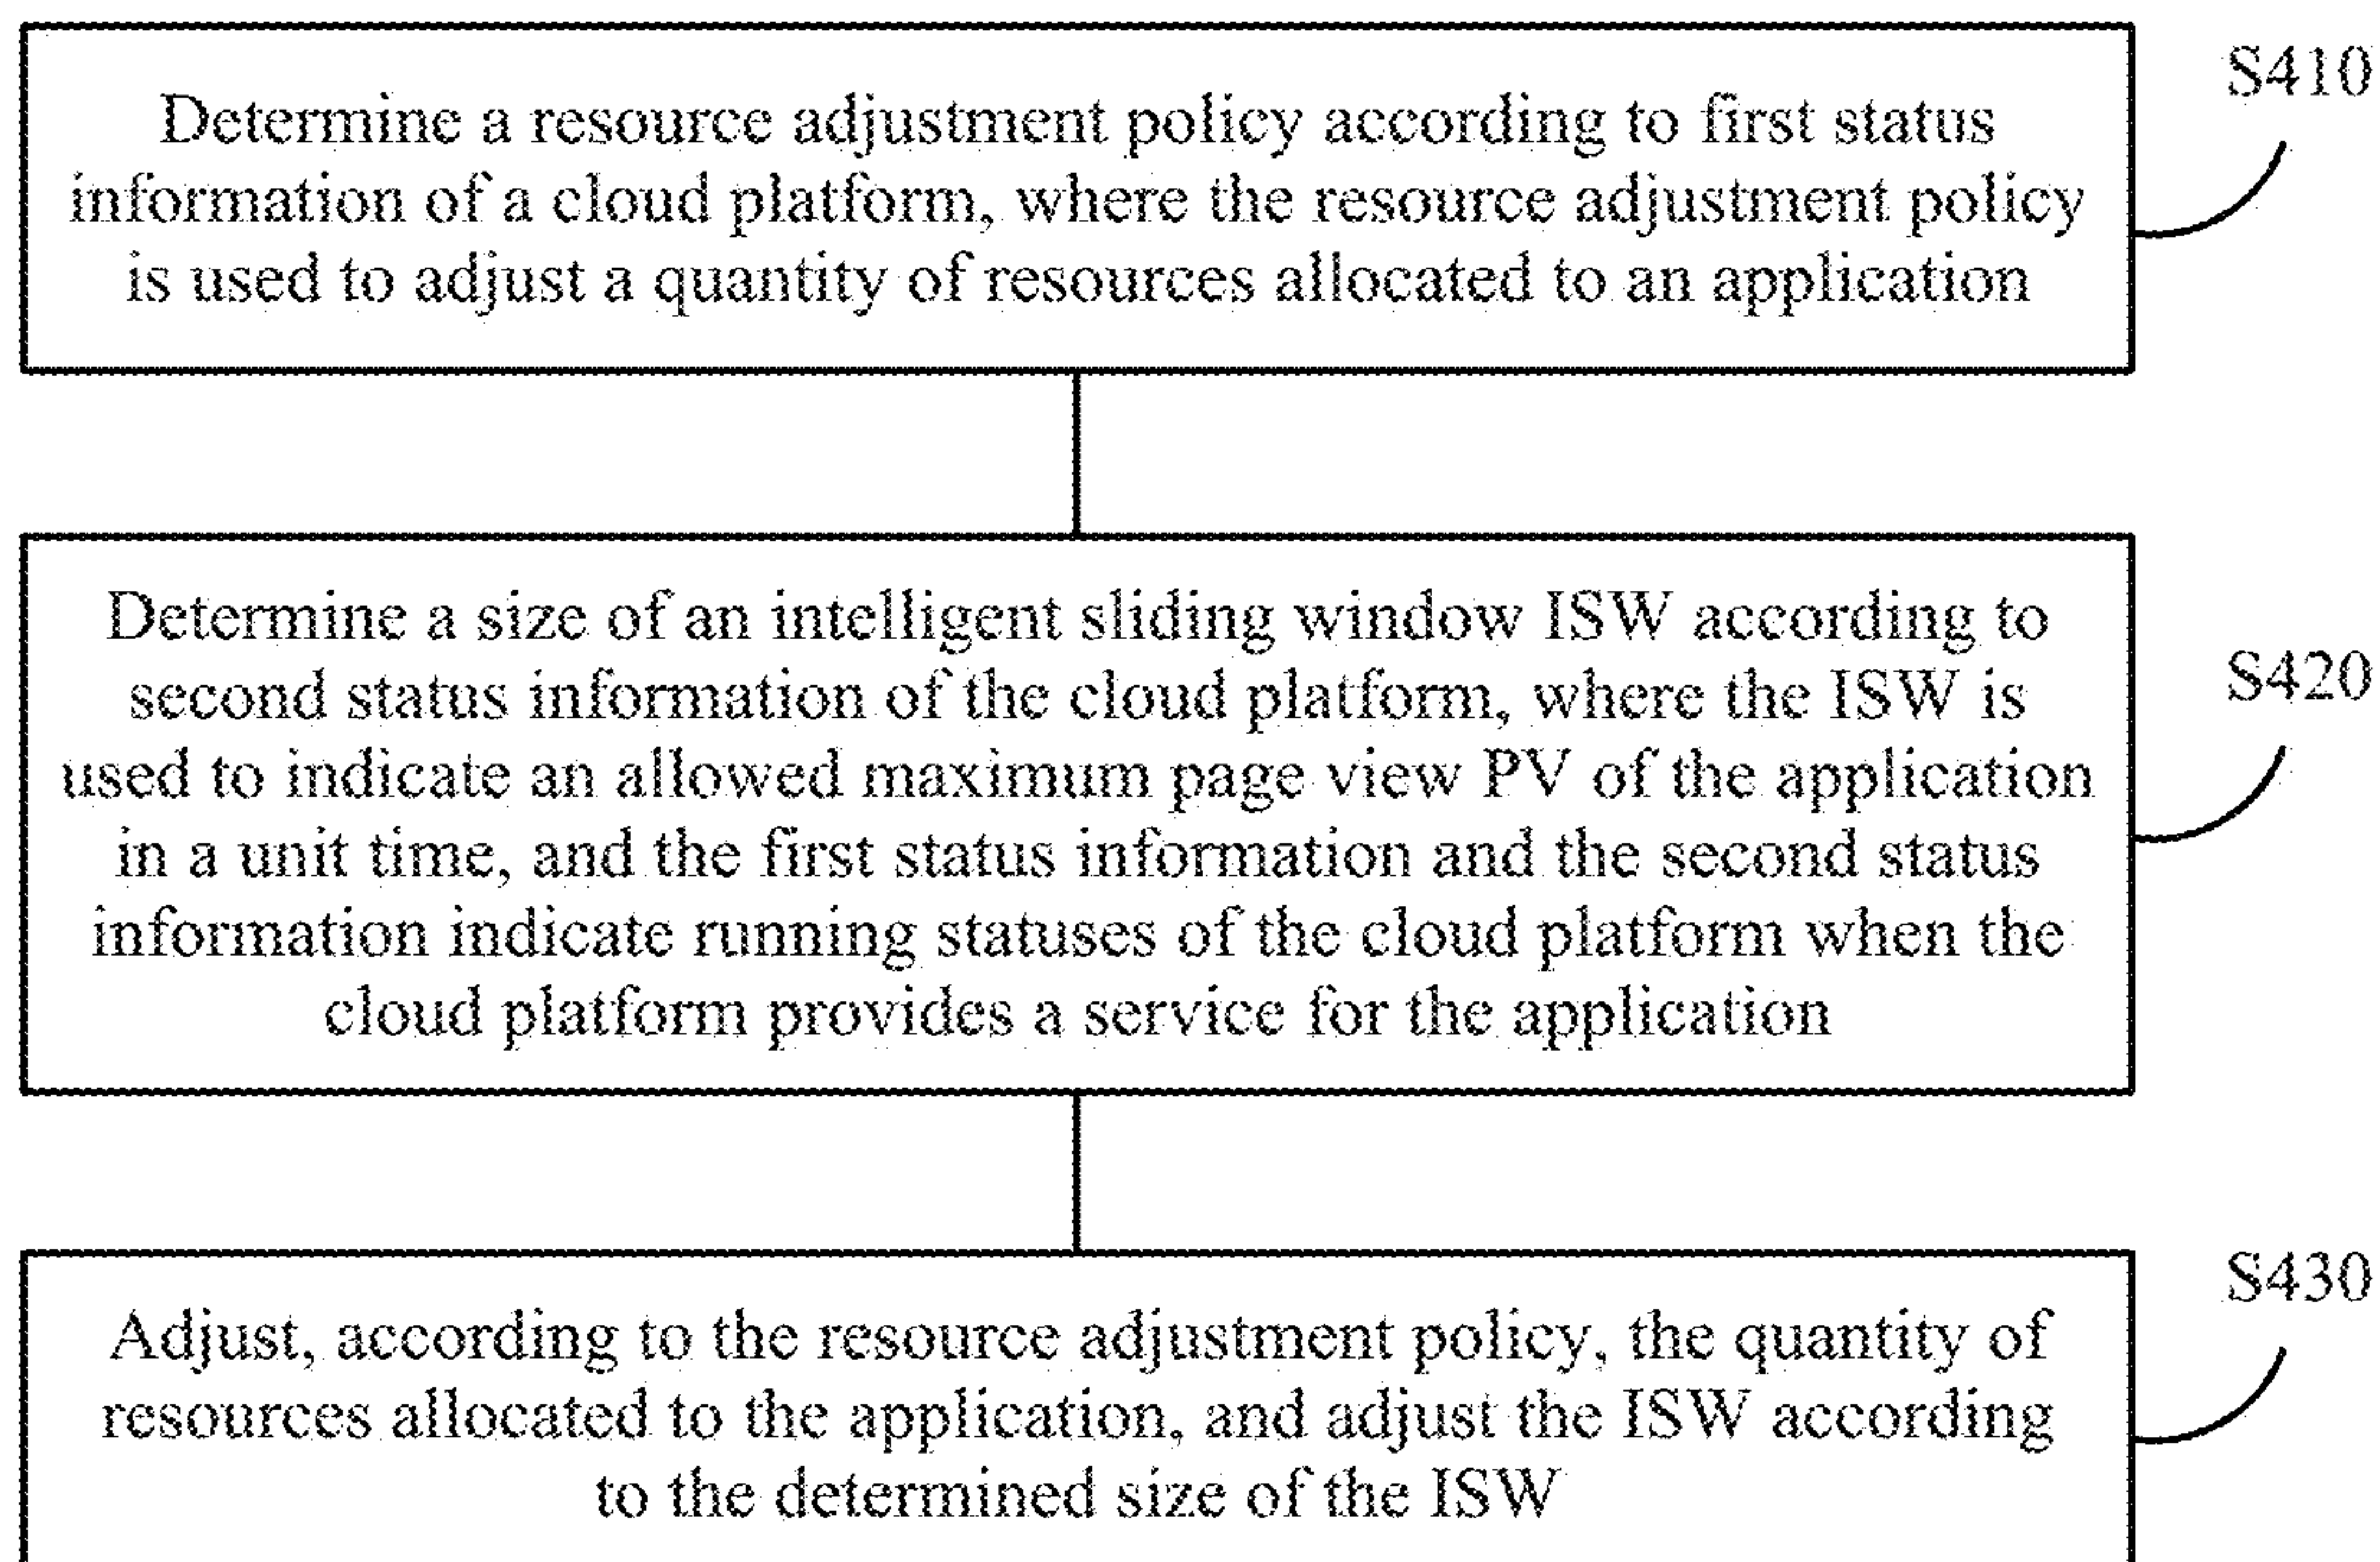 S410
Determine a resource adjustment policy according to first status
information of a cloud platform, where the resource adjustment policy
is used to adjust a quantity of resources allocated to an application
Determine a size of an intelligent sliding window ISW according to
second status information of the cloud platform, where the ISW is
S420
used to indicate an allowed maximum page view PV of the application
in a unit time, and the first status information and the second status
information indicate running statuses of the cloud platform when the
cloud platform provides a service for the application
S430
Adjust, according to the resource adjustment policy, the quantity of
resources allocated to the application, and adjust the ISW according
to the determined size of the ISW